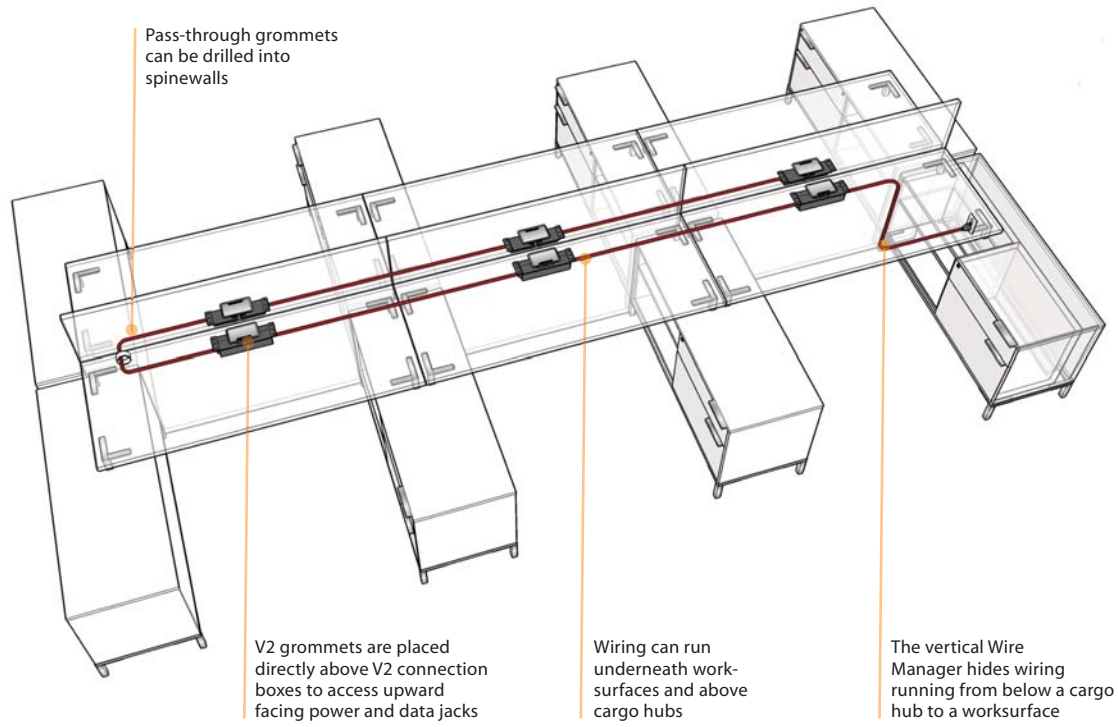 Pass-through grommets
can be drilled into
spinewalls
V2 grommets are placed
directly above V2 connection
boxes to access upward
facing power and data jacks
Wiring can run
underneath work-
surfaces and above
cargo hubs
The vertical Wire
Manager hides wiring
running from below a cargo
hub to a worksurface